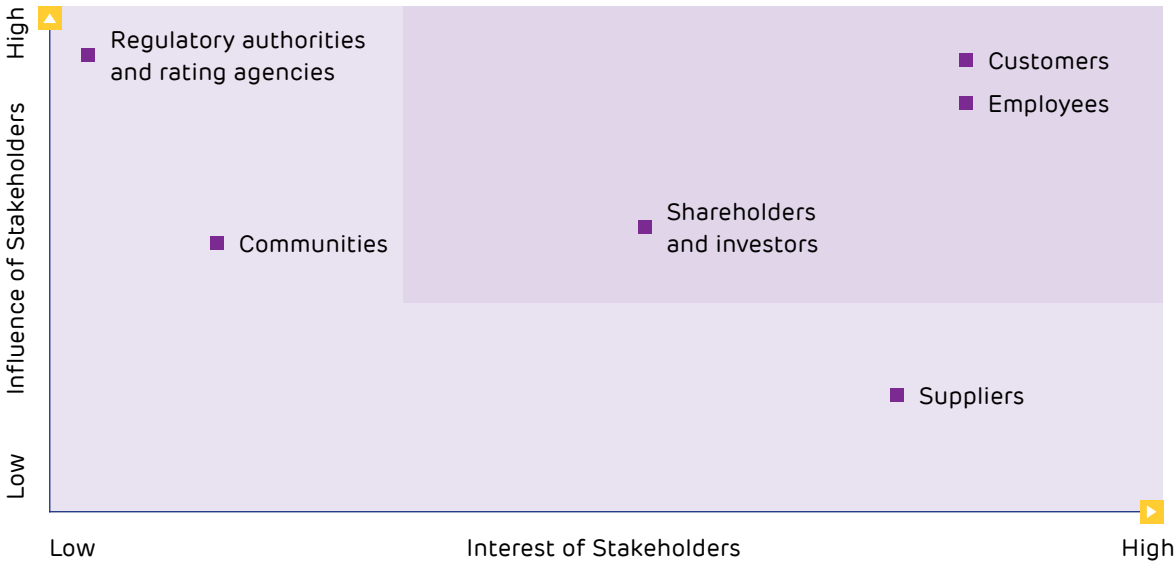 High
Influence of Stakeholders
Low
Regulatory authorities
and rating agencies
Customers
Employees
Shareholders
and investors
Communities
Suppliers
Low
Interest of Stakeholders
High